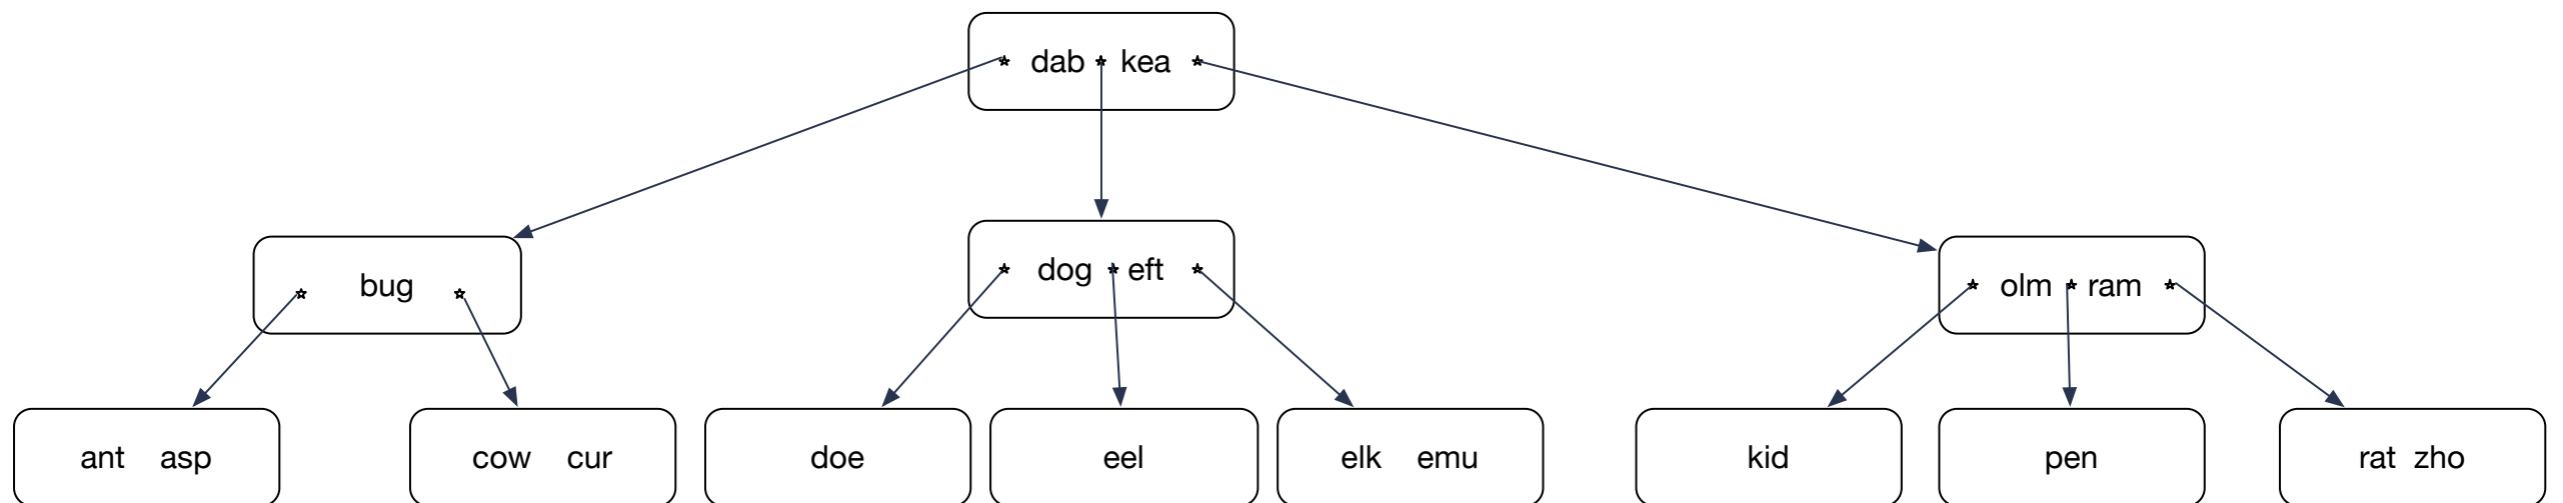 dab kea
bug
dog eft
olm ram
ant asp
cow cur
doe
eel
elk emu
kid
pen
rat zho